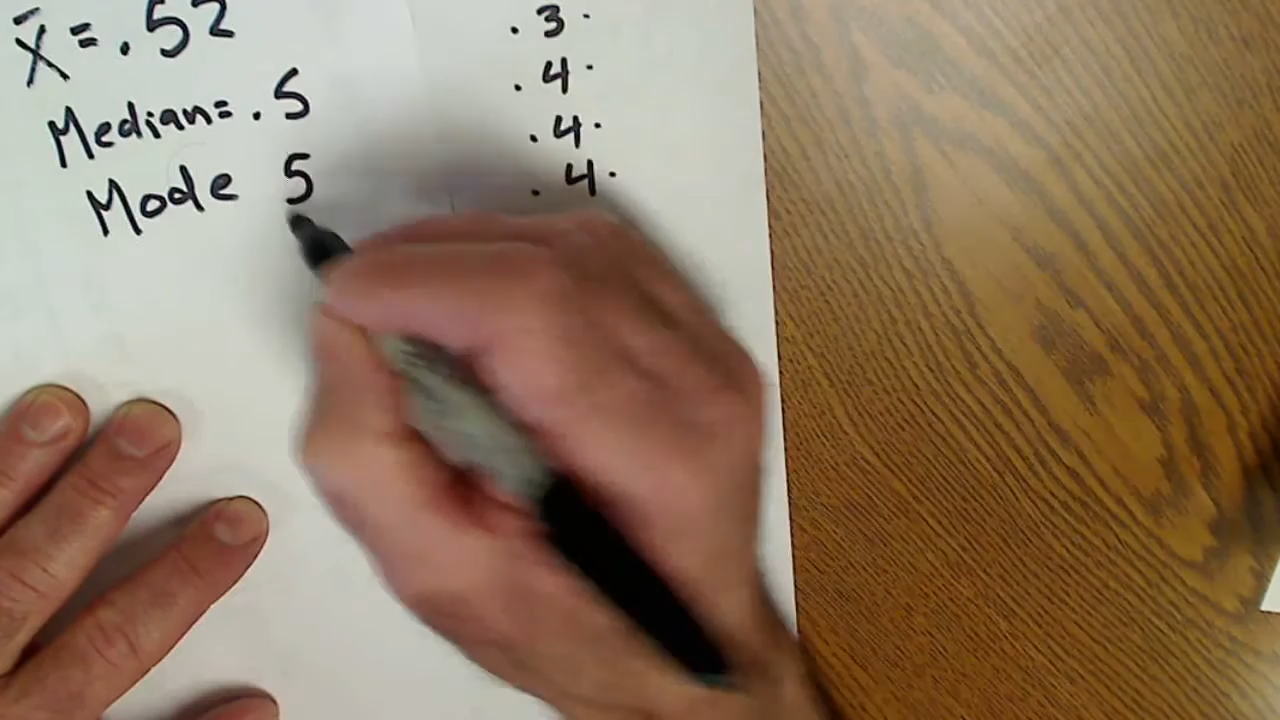 x̄ = .52
Median = .5
Mode 5
.3
.4
.4
.4